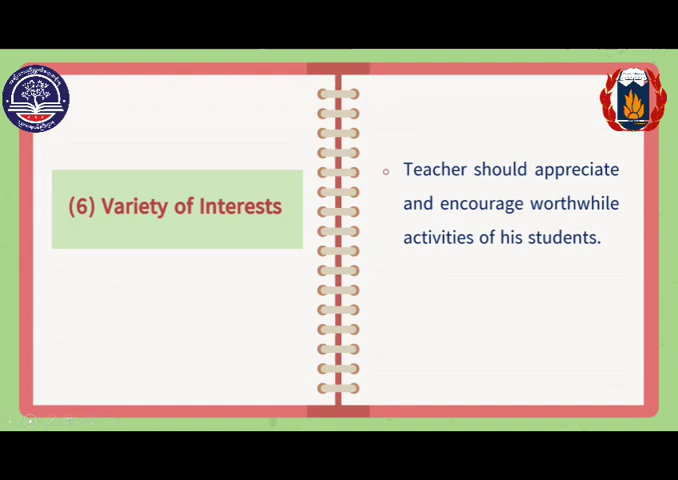 (6) Variety of Interests
Teacher should appreciate
and encourage worthwhile
activities of his students.